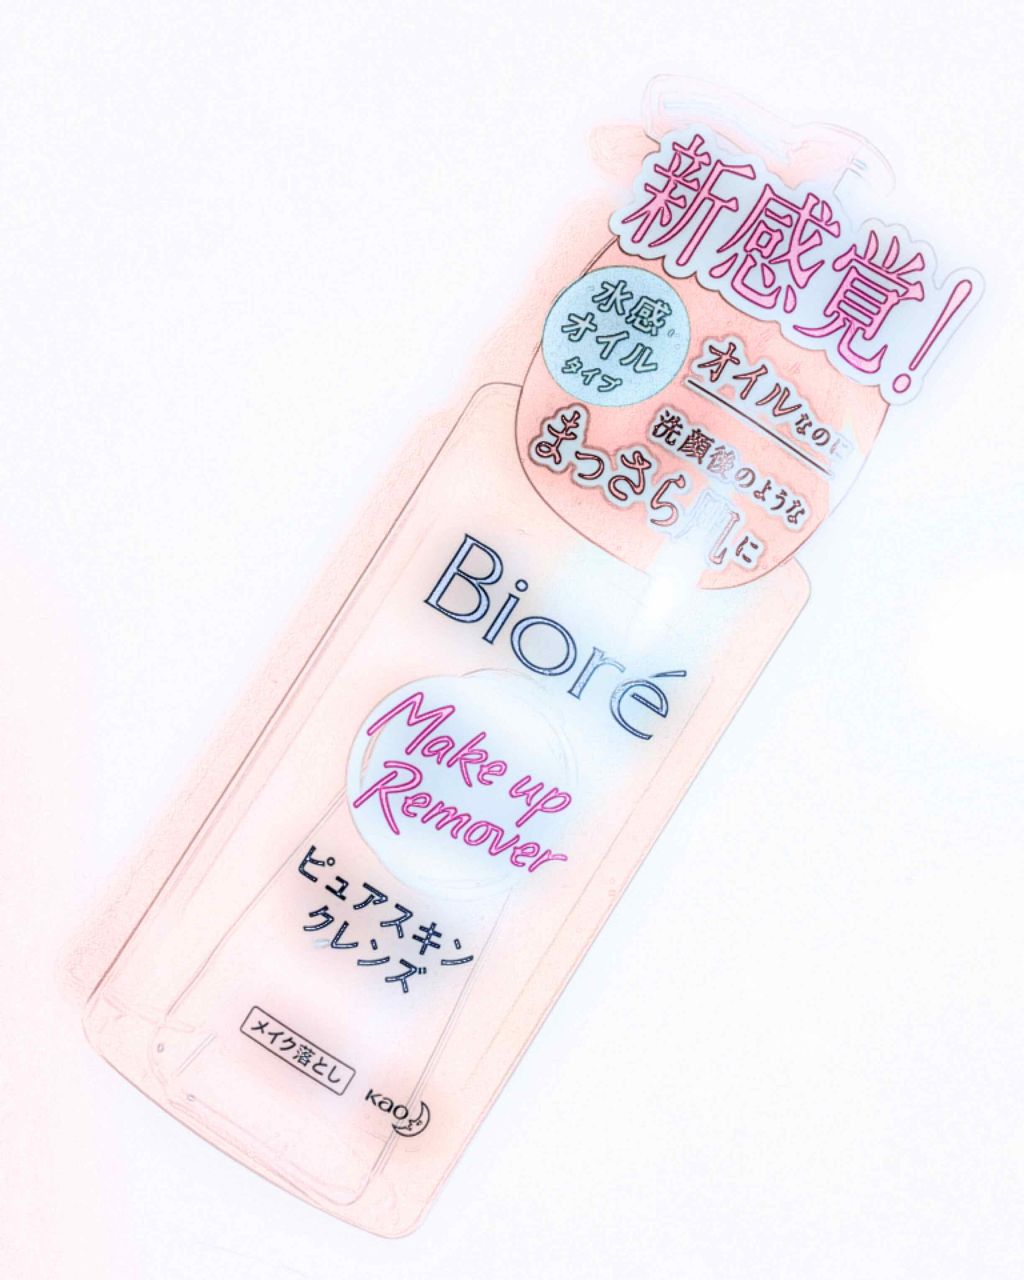 新感覚!
水感
オイル
タイプ
オイルなのに
洗顔後のような
まっさら肌に
Bioré
Make up
Remover
ピュアスキン
クレンズ
メイク落とし
Kao